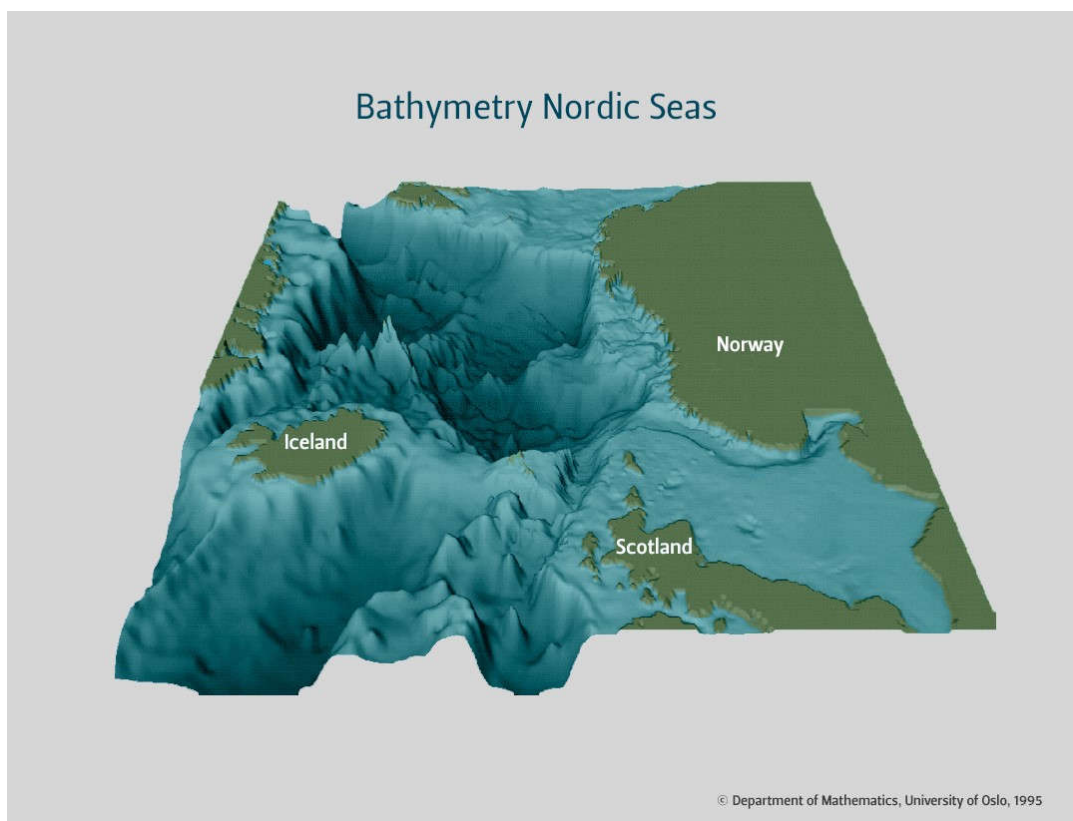 Bathymetry Nordic Seas
Norway
Iceland
Scotland
© Department of Mathematics, University of Oslo, 1995